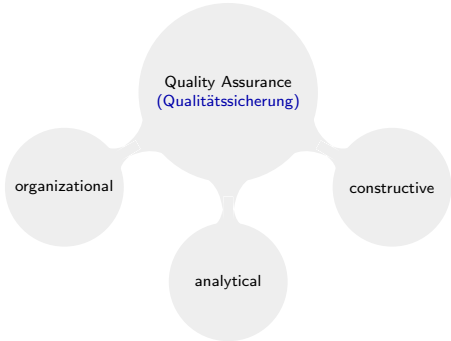 Quality Assurance
(Qualitätssicherung)
organizational
constructive
analytical